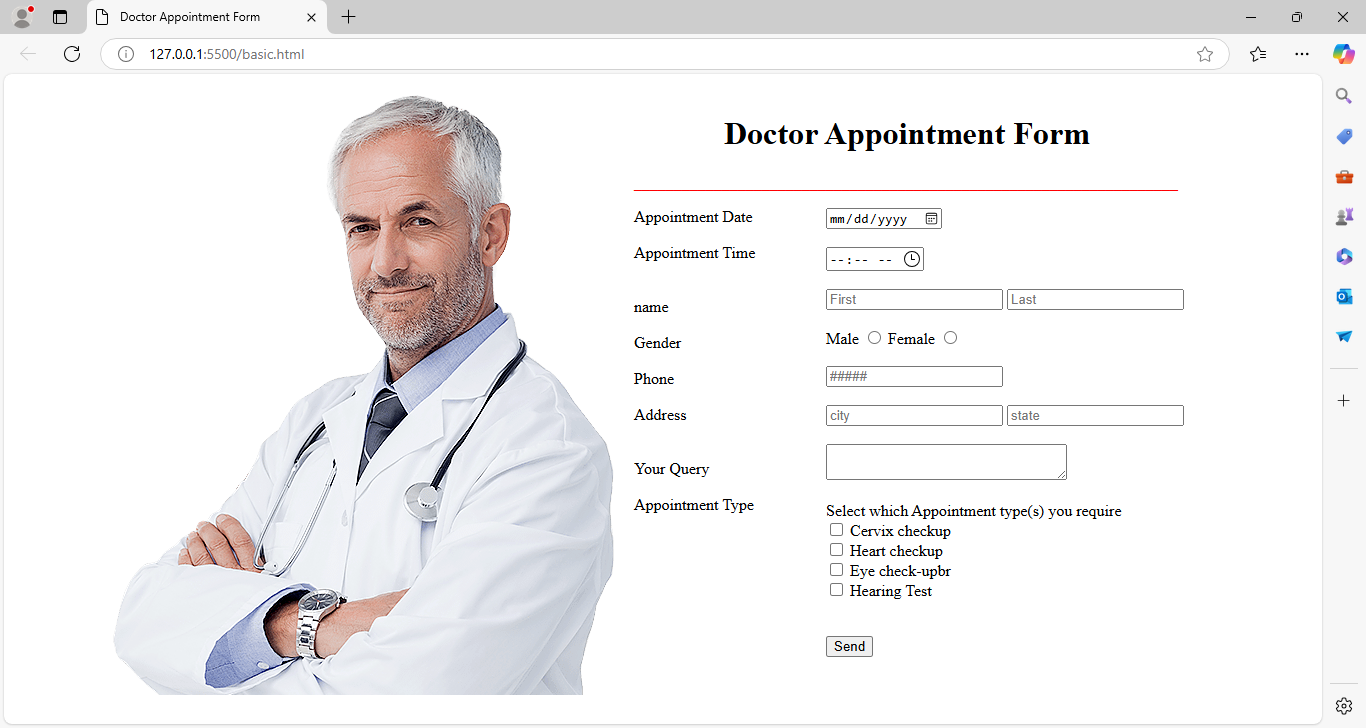 Doctor Appointment Form
127.0.0.1:5500/basic.html
Doctor Appointment Form
Appointment Date mm/dd/yyyy
Appointment Time --:-- --
name First Last
Gender Male Female
Phone #####
Address city state
Your Query
Appointment Type
Select which Appointment type(s) you require
Cervix checkup
Heart checkup
Eye check-upbr
Hearing Test
Send